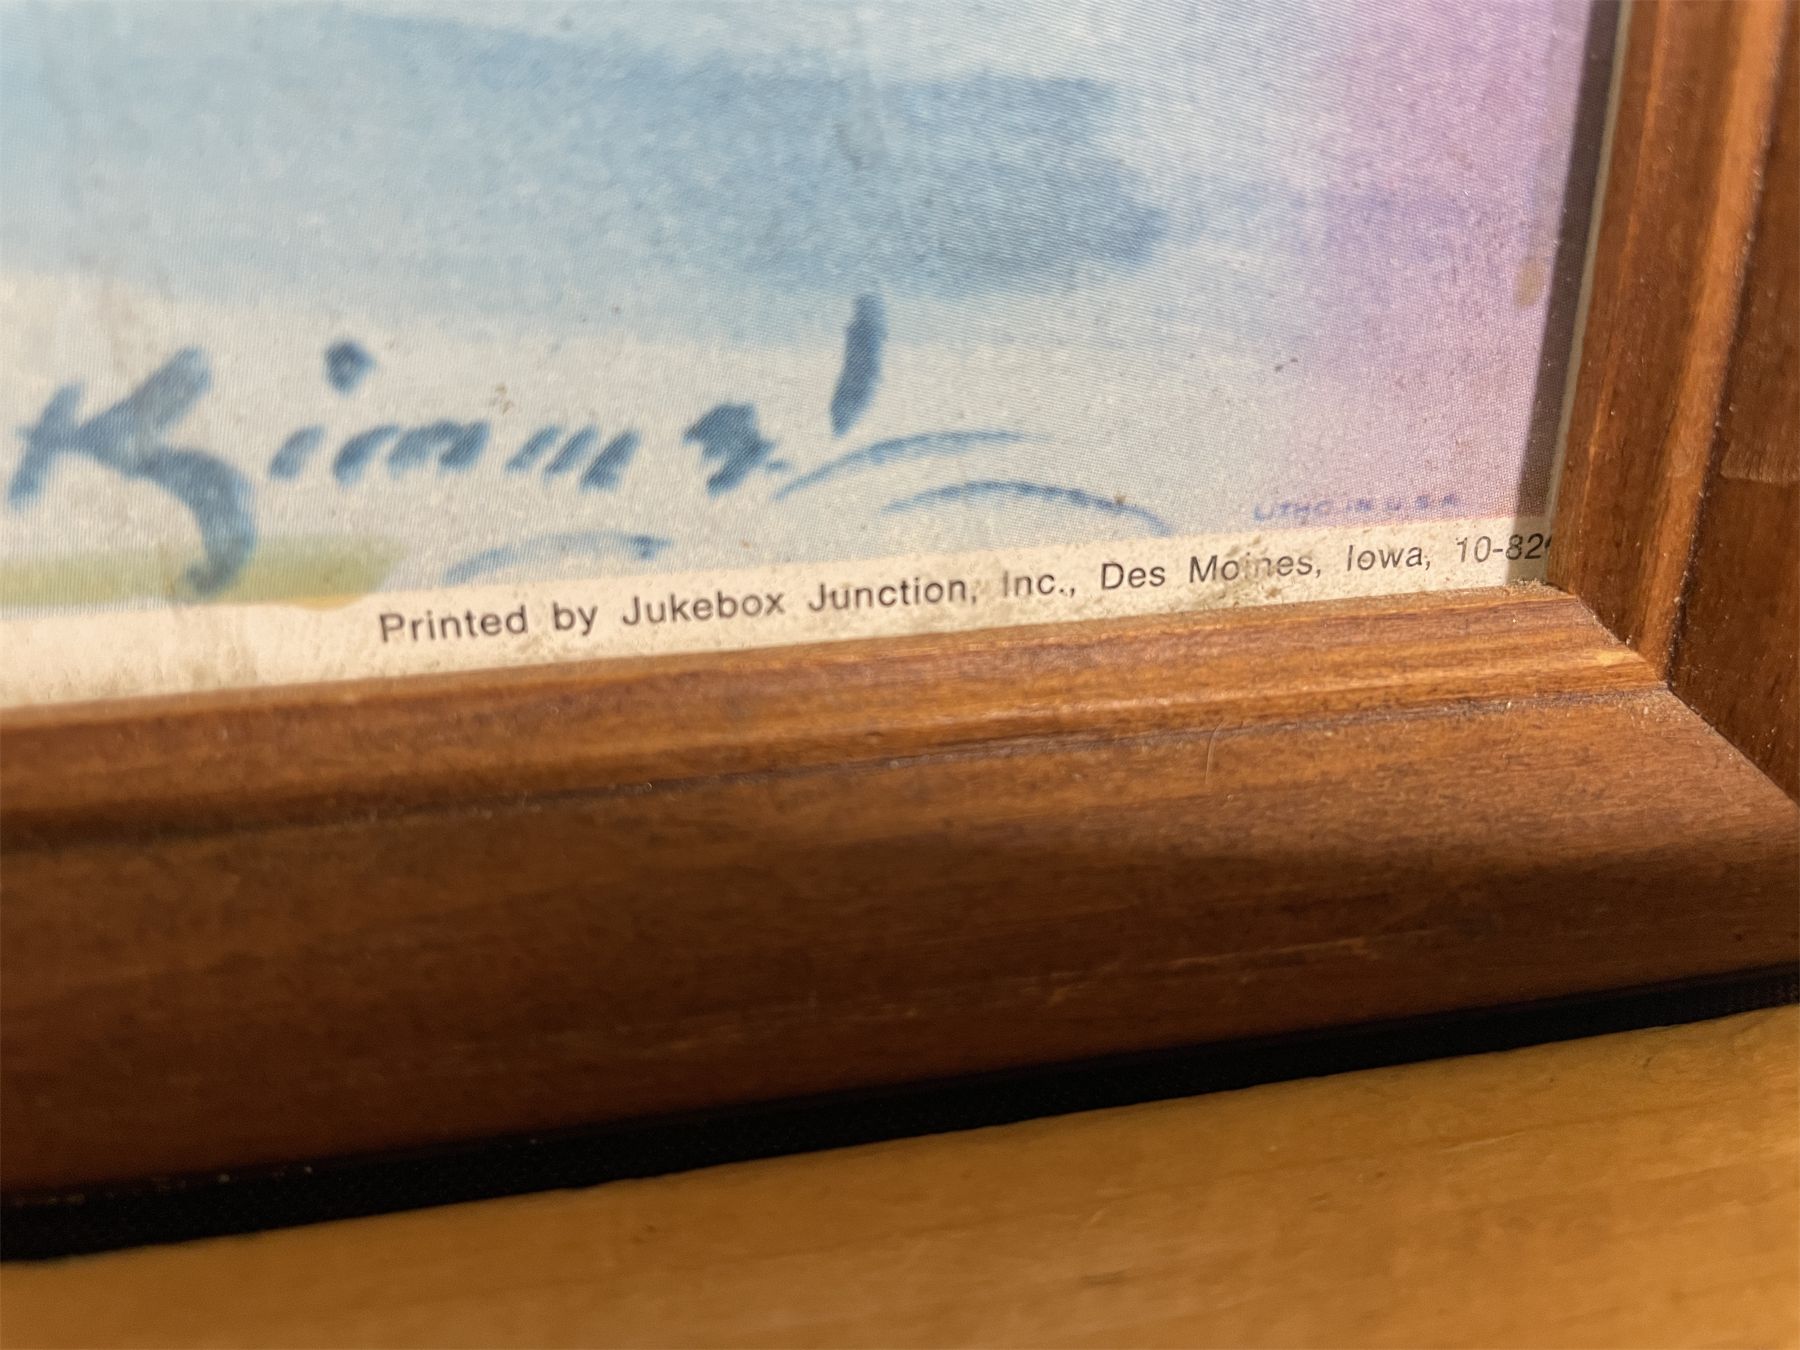 LITHO IN U.S.A.
Printed by Jukebox Junction, Inc., Des Moines, Iowa, 10-82